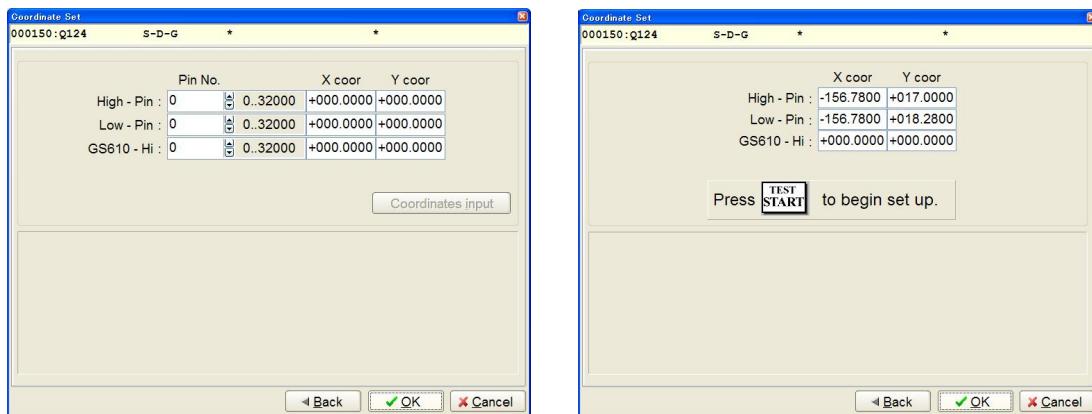 Coordinate Set
000150:Q124 S-D-G * *
Pin No. X coor Y coor
High - Pin : 0 0..32000 +000.0000 +000.0000
Low - Pin : 0 0..32000 +000.0000 +000.0000
GS610 - Hi : 0 0..32000 +000.0000 +000.0000
Coordinates input
Back OK Cancel
Coordinate Set
000150:Q124 S-D-G * *
X coor Y coor
High - Pin : -156.7800 +017.0000
Low - Pin : -156.7800 +018.2800
GS610 - Hi : +000.0000 +000.0000
Press TEST START to begin set up.
Back OK Cancel